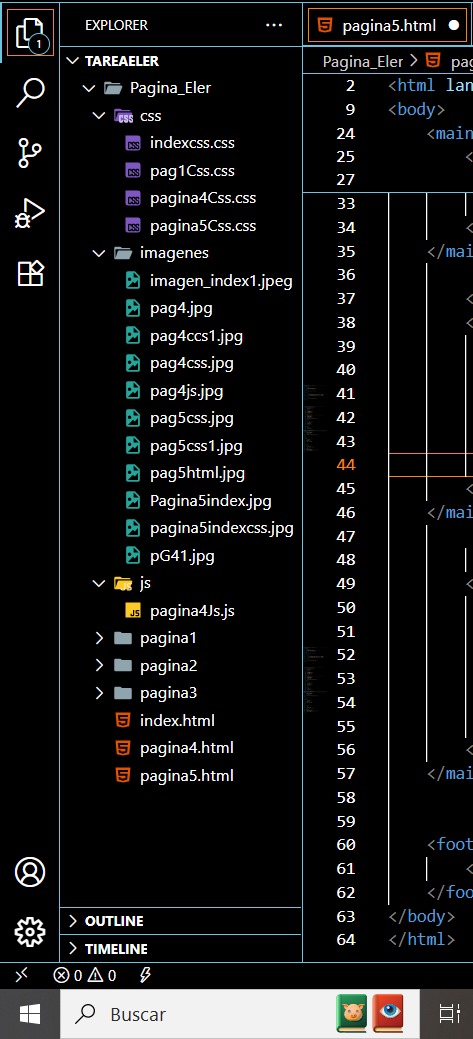 EXPLORER
···
pagina5.html
1
TAREAELER
Pagina_Eler
css
indexcss.css
pag1Css.css
pagina4Css.css
pagina5Css.css
imagenes
imagen_index1.jpeg
pag4.jpg
pag4ccs1.jpg
pag4css.jpg
pag4js.jpg
pag5css.jpg
pag5css1.jpg
pag5html.jpg
Pagina5index.jpg
pagina5indexcss.jpg
pG41.jpg
js
JS pagina4Js.js
pagina1
pagina2
pagina3
index.html
pagina4.html
pagina5.html
OUTLINE
TIMELINE
Pagina_Eler > pag
2 <html lan
9 <body>
24 <main
25 <
27
33
34 <
35 </mai
36
37 <
38 <
39
40
41
42
43
44
45 <
46 </mai
47
48
49 <
50
51
52
53
54
55
56 <
57 </mai
58
59
60 <foot
61 <
62 </foo
63 </body>
64 </html>
0 0
Buscar